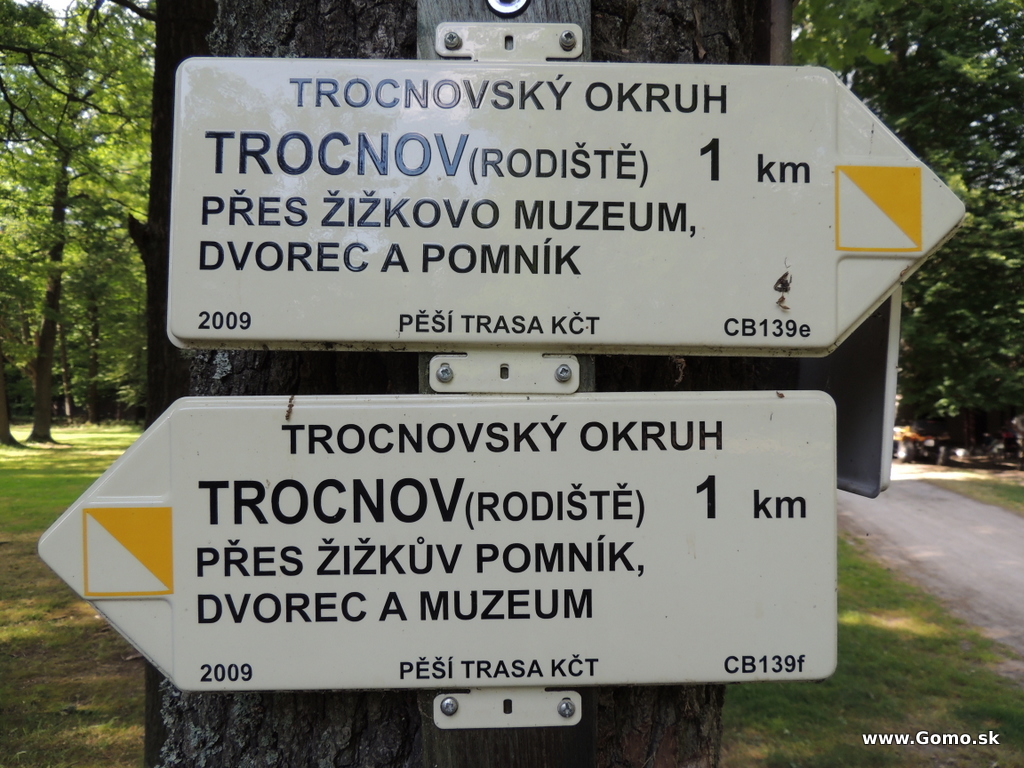 TROCNOVSKÝ OKRUH
TROCNOV(RODIŠTĚ) 1 km
PŘES ŽIŽKOVO MUZEUM,
DVOREC A POMNÍK
2009 PĚŠÍ TRASA KČT CB139e
TROCNOVSKÝ OKRUH
TROCNOV(RODIŠTĚ) 1 km
PŘES ŽIŽKŮV POMNÍK,
DVOREC A MUZEUM
2009 PĚŠÍ TRASA KČT CB139f
www.Gomo.sk